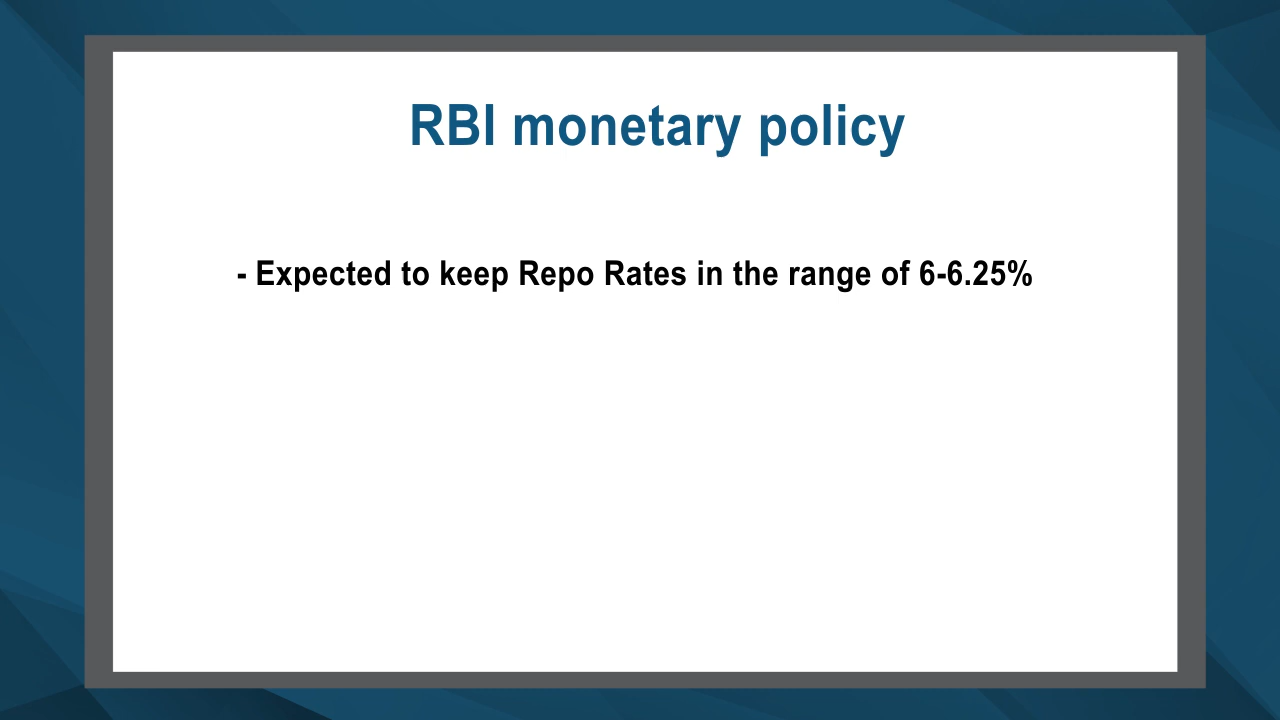 RBI monetary policy
- Expected to keep Repo Rates in the range of 6-6.25%